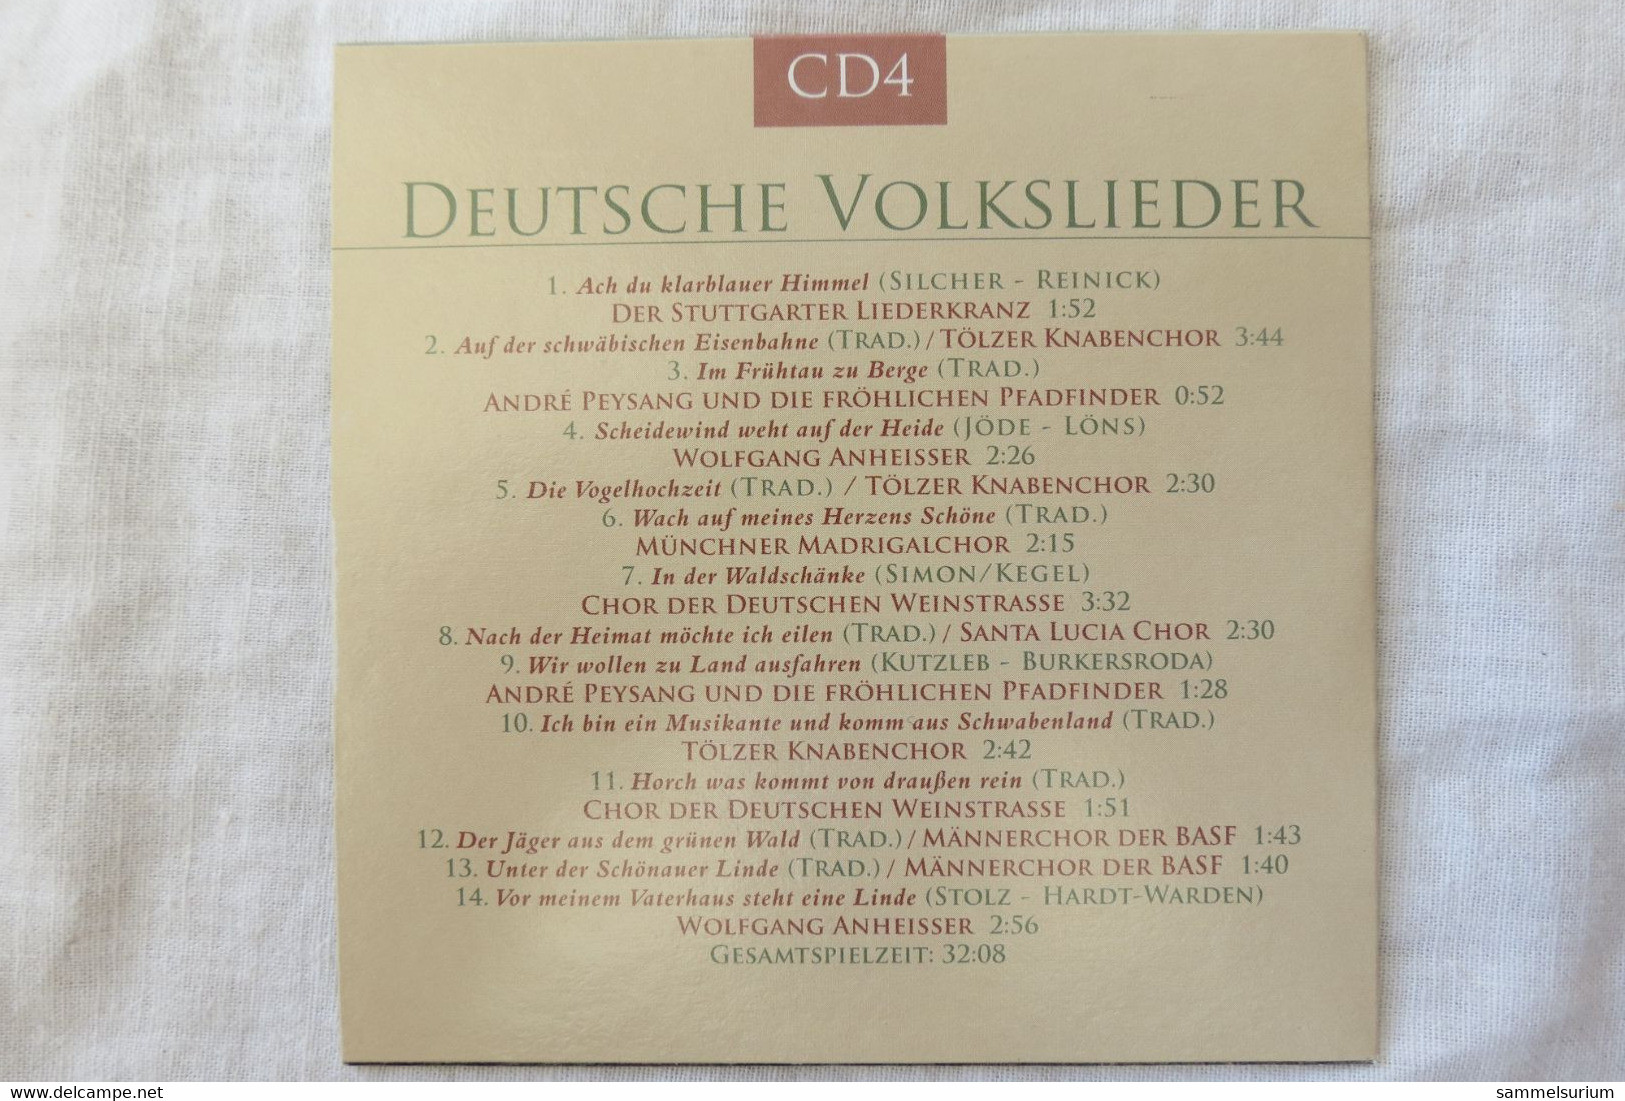 CD4
DEUTSCHE VOLKSLIEDER
1. Ach du klarblauer Himmel (SILCHER - REINICK)
DER STUTTGARTER LIEDERKRANZ 1:52
2. Auf der schwäbischen Eisenbahne (TRAD.) / TÖLZER KNABENCHOR 3:44
3. Im Frühtau zu Berge (TRAD.)
ANDRÉ PEYSANG UND DIE FRÖHLICHEN PFADFINDER 0:52
4. Scheidewind weht auf der Heide (JÖDE - LÖNS)
WOLFGANG ANHEISSER 2:26
5. Die Vogelhochzeit (TRAD.) / TÖLZER KNABENCHOR 2:30
6. Wach auf meines Herzens Schöne (TRAD.)
MÜNCHNER MADRIGALCHOR 2:15
7. In der Waldschänke (SIMON/KEGEL)
CHOR DER DEUTSCHEN WEINSTRASSE 3:32
8. Nach der Heimat möchte ich eilen (TRAD.) / SANTA LUCIA CHOR 2:30
9. Wir wollen zu Land ausfahren (KUTZLEB - BURKERSRODA)
ANDRÉ PEYSANG UND DIE FRÖHLICHEN PFADFINDER 1:28
10. Ich bin ein Musikante und komm aus Schwabenland (TRAD.)
TÖLZER KNABENCHOR 2:42
11. Horch was kommt von draußen rein (TRAD.)
CHOR DER DEUTSCHEN WEINSTRASSE 1:51
12. Der Jäger aus dem grünen Wald (TRAD.) / MÄNNERCHOR DER BASF 1:43
13. Unter der Schönauer Linde (TRAD.) / MÄNNERCHOR DER BASF 1:40
14. Vor meinem Vaterhaus steht eine Linde (STOLZ - HARDT-WARDEN)
WOLFGANG ANHEISSER 2:56
GESAMTSPIELZEIT: 32:08
www.delcampe.net
sammelsurium